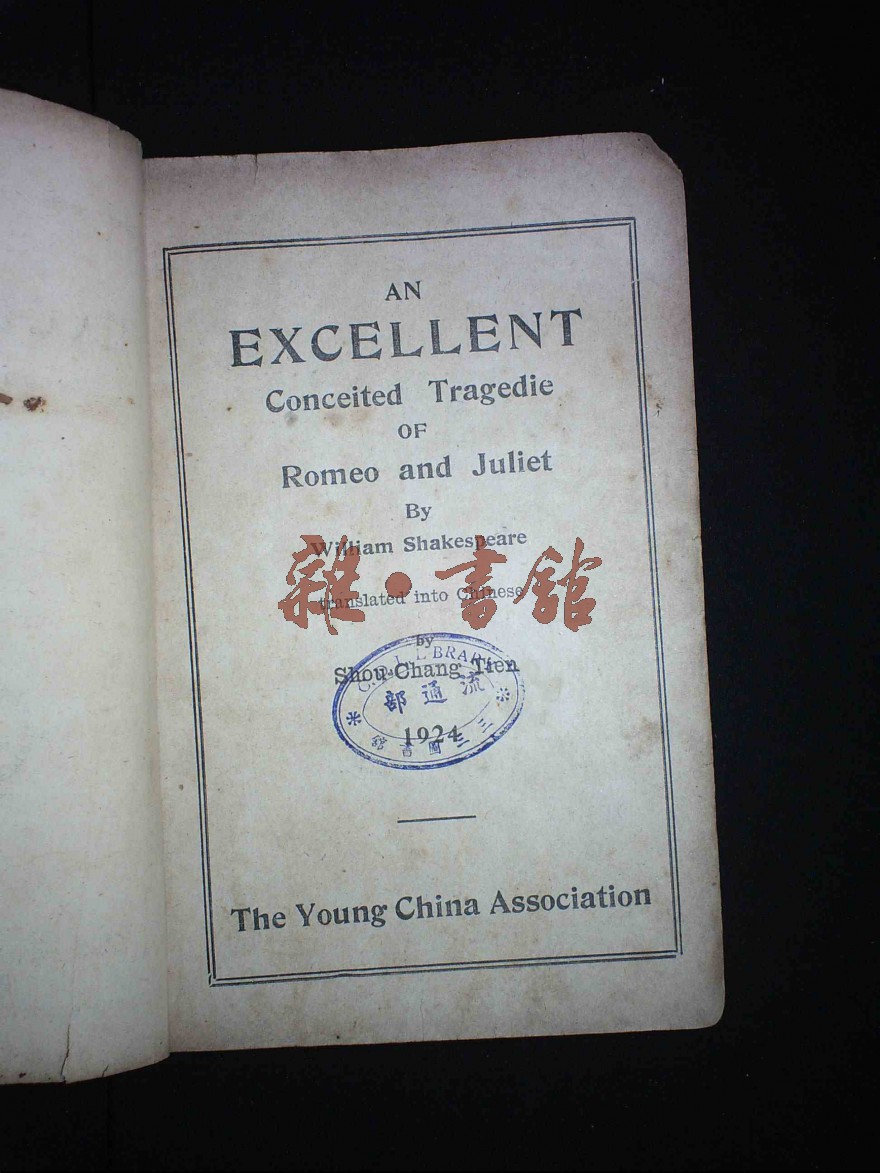 AN
EXCELLENT
Conceited Tragedie
OF
Romeo and Juliet
By
William Shakespeare
雜·書館
translated into Chinese
by
Shou-Chang Tien
流通部
1924
The Young China Association